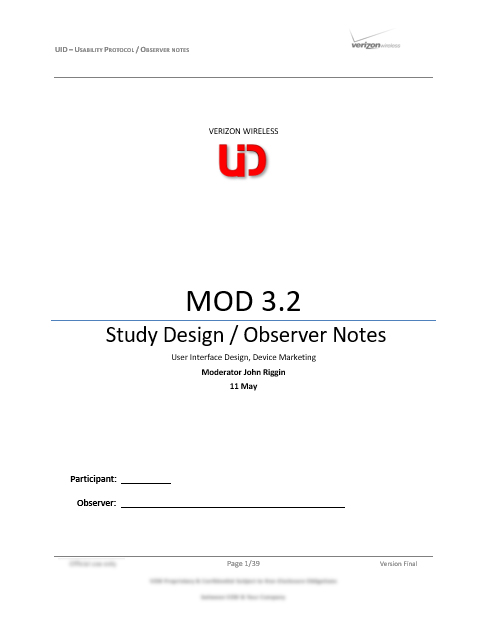 UID – USABILITY PROTOCOL / OBSERVER NOTES
verizon wireless
VERIZON WIRELESS
UID
MOD 3.2
Study Design / Observer Notes
User Interface Design, Device Marketing
Moderator John Riggin
11 May
Participant:
Observer:
Page 1/39
Version Final